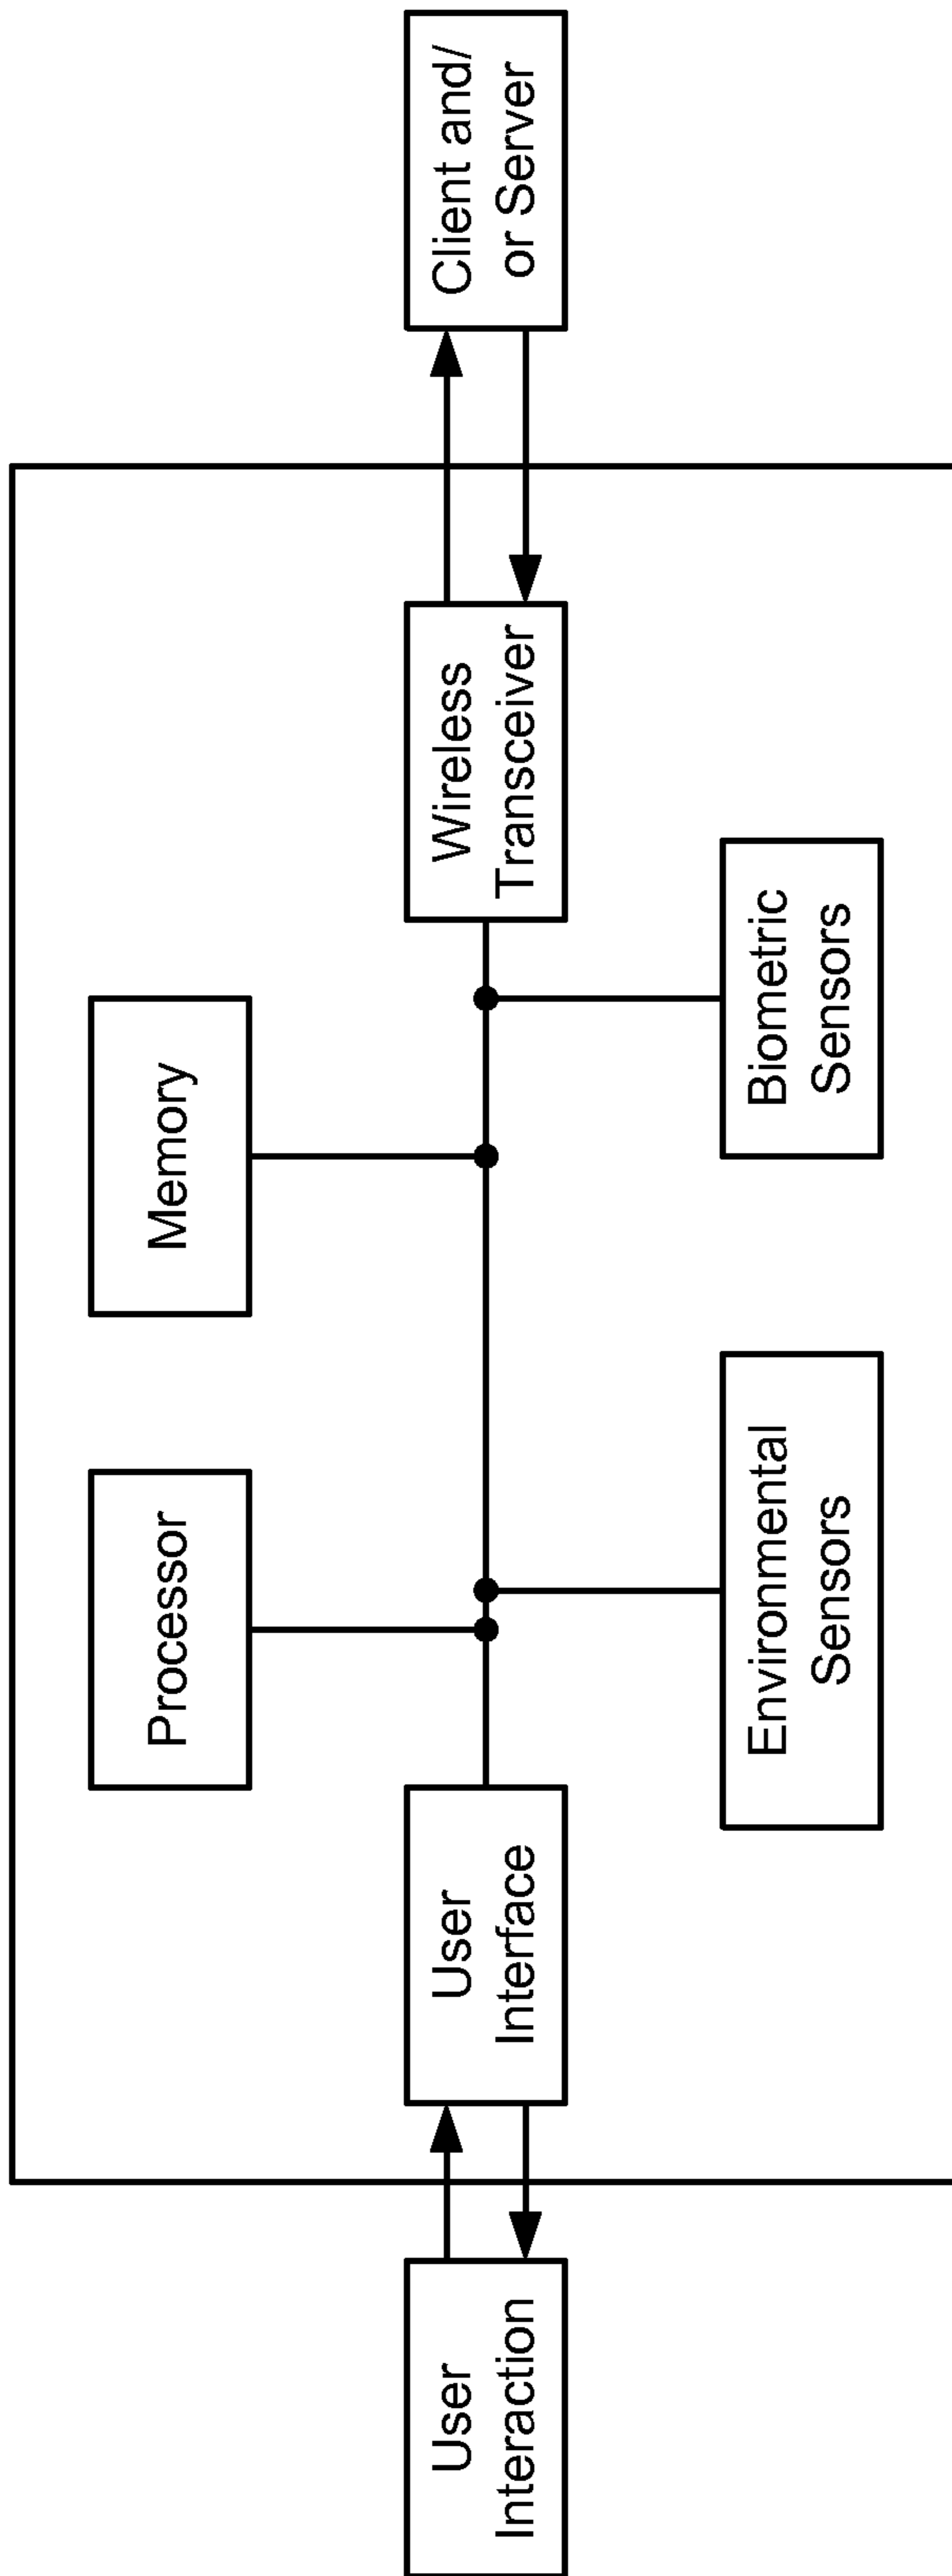 User
Interaction
User
Interface
Processor
Memory
Environmental
Sensors
Biometric
Sensors
Wireless
Transceiver
Client and/
or Server